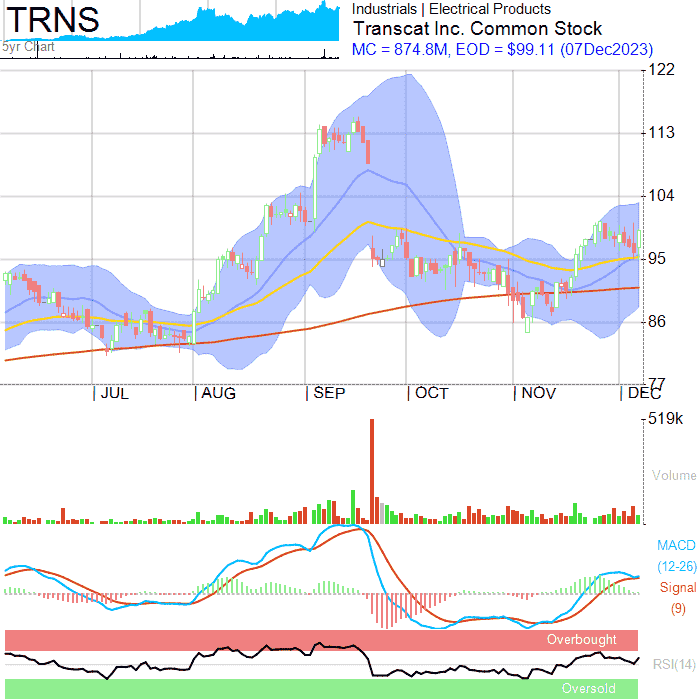 TRNS
5yr Chart
Industrials | Electrical Products
Transcat Inc. Common Stock
MC = 874.8M, EOD = $99.11 (07Dec2023)
122
113
104
95
86
77
JUL AUG SEP OCT NOV DEC
519k
Volume
MACD
(12-26)
Signal
(9)
Overbought
RSI(14)
Oversold